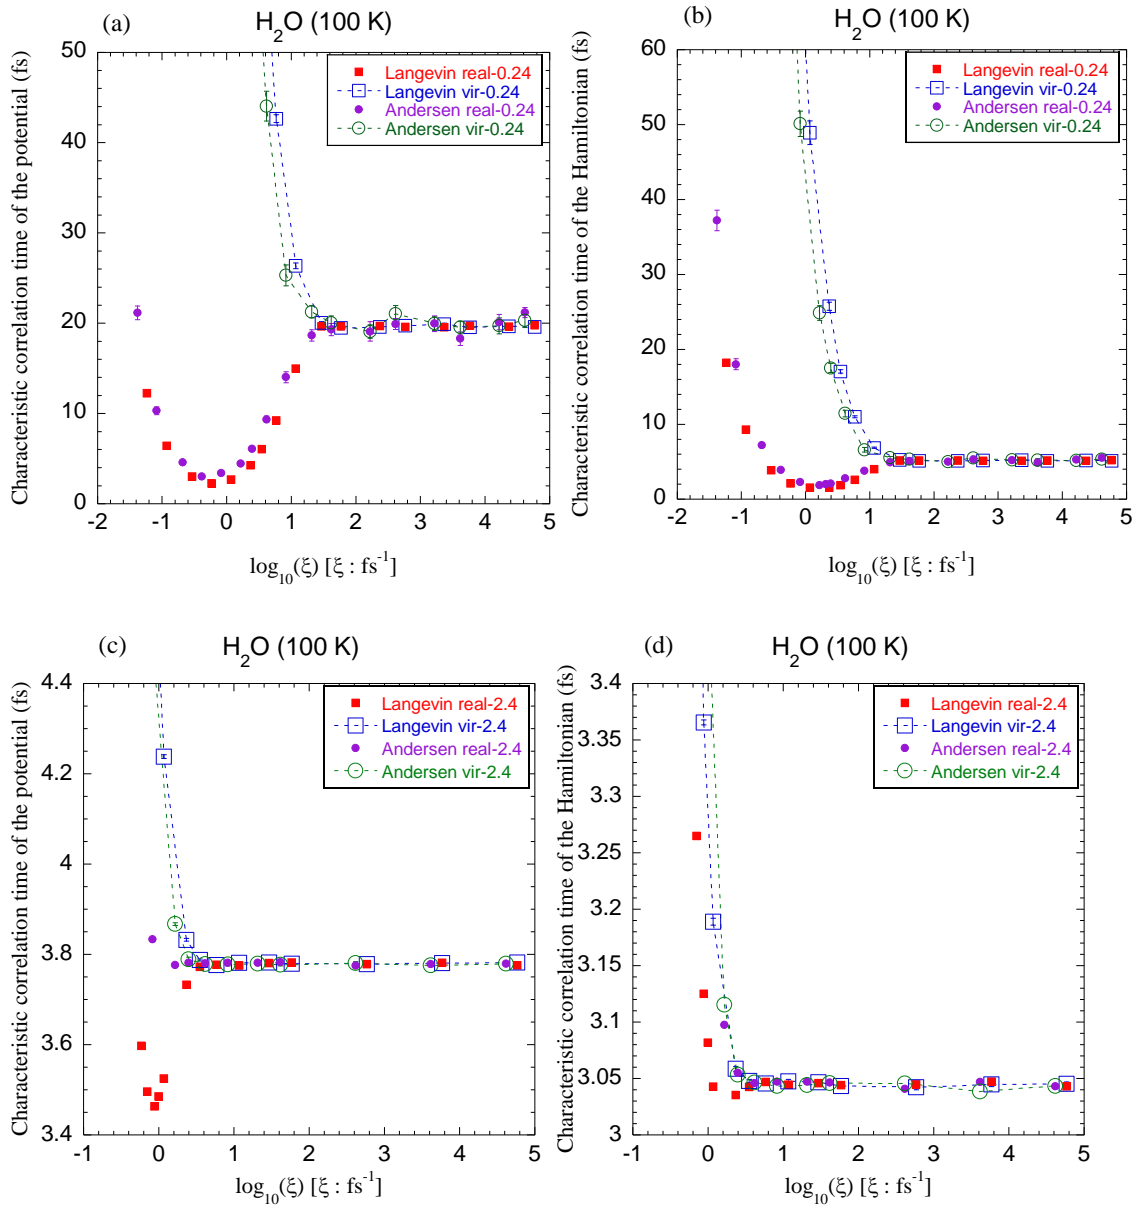 (a)
H2O (100 K)
Characteristic correlation time of the potential (fs)
50
40
30
20
10
0
Langevin real-0.24
Langevin vir-0.24
Andersen real-0.24
Andersen vir-0.24
-2 -1 0 1 2 3 4 5
log10(ξ) [ξ : fs-1]
(b)
H2O (100 K)
Characteristic correlation time of the Hamiltonian (fs)
60
50
40
30
20
10
0
Langevin real-0.24
Langevin vir-0.24
Andersen real-0.24
Andersen vir-0.24
-2 -1 0 1 2 3 4 5
log10(ξ) [ξ : fs-1]
(c)
H2O (100 K)
Characteristic correlation time of the potential (fs)
4.4
4.2
4
3.8
3.6
3.4
Langevin real-2.4
Langevin vir-2.4
Andersen real-2.4
Andersen vir-2.4
-1 0 1 2 3 4 5
log10(ξ) [ξ : fs-1]
(d)
H2O (100 K)
Characteristic correlation time of the Hamiltonian (fs)
3.4
3.35
3.3
3.25
3.2
3.15
3.1
3.05
3
Langevin real-2.4
Langevin vir-2.4
Andersen real-2.4
Andersen vir-2.4
-1 0 1 2 3 4 5
log10(ξ) [ξ : fs-1]